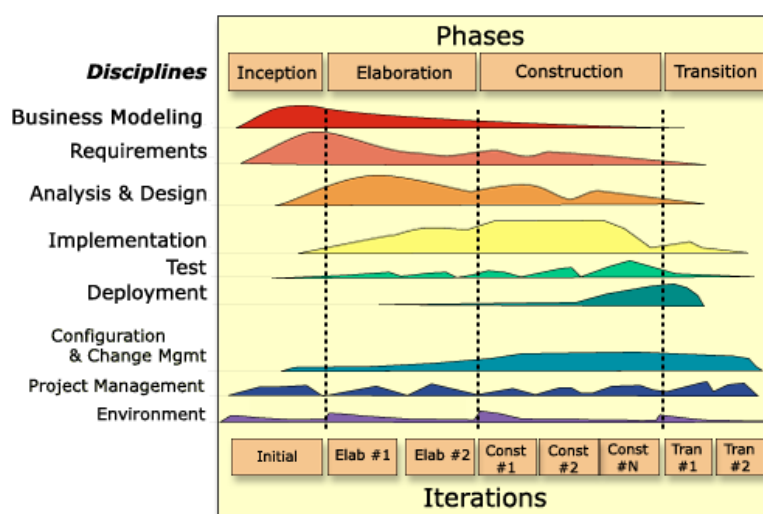 Phases
Disciplines
Inception
Elaboration
Construction
Transition
Business Modeling
Requirements
Analysis & Design
Implementation
Test
Deployment
Configuration
& Change Mgmt
Project Management
Environment
Initial
Elab #1
Elab #2
Const
#1
Const
#2
Const
#N
Tran
#1
Tran
#2
Iterations